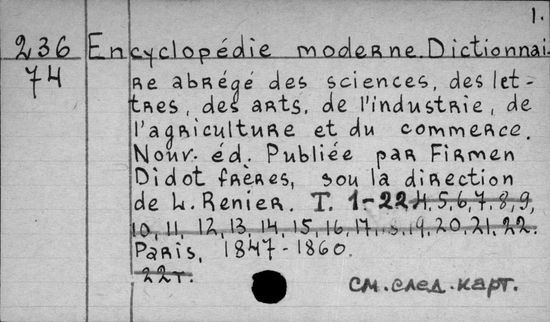 1.
236 Encyclopédie moderne. Dictionnai-
74 re abrégé des sciences, des let-
tres, des arts, de l'industrie, de
l'agriculture et du commerce.
Nouv. éd. Publiée par Firmen
Didot frères, sou la direction
de L. Renier. T. 1-22 4, 5, 6, 7, 8, 9,
10, 11, 12, 13, 14, 15, 16, 17, 18, 19, 20, 21, 22.
Paris, 1847-1860.
22т.
см. след. карт.